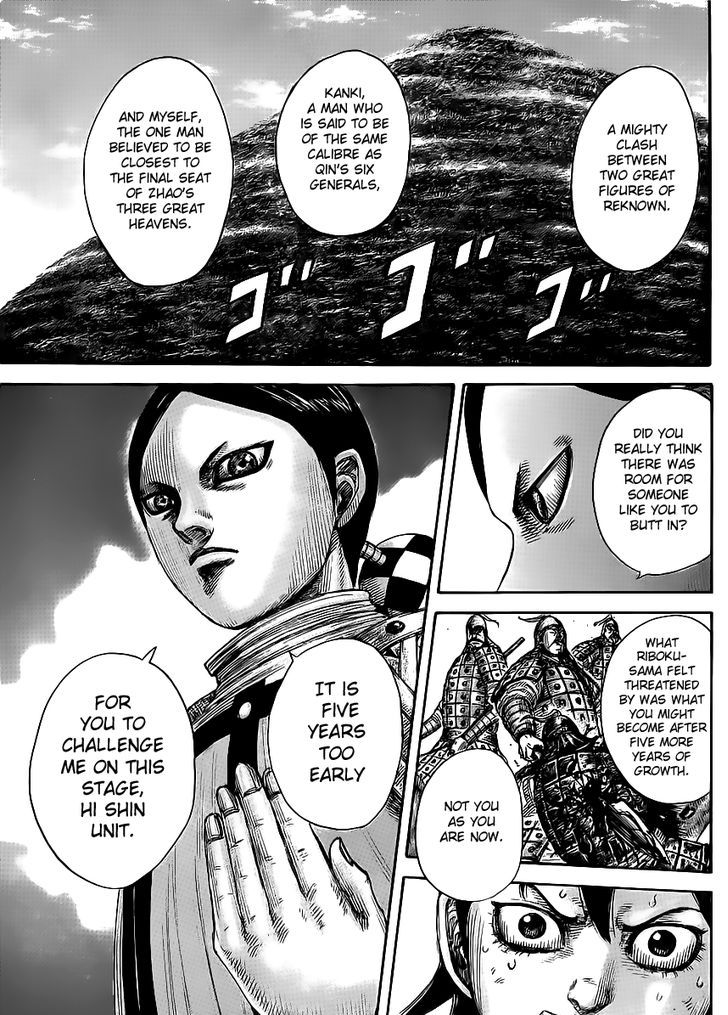 A MIGHTY
CLASH
BETWEEN
TWO GREAT
FIGURES OF
REKNOWN.
KANKI,
A MAN WHO
IS SAID TO BE
OF THE SAME
CALIBRE AS
QIN'S SIX
GENERALS,
AND MYSELF,
THE ONE MAN
BELIEVED TO BE
CLOSEST TO
THE FINAL SEAT
OF ZHAO'S
THREE GREAT
HEAVENS.
ゴ゛ ゴ゛ ゴ゛
DID YOU
REALLY THINK
THERE WAS
ROOM FOR
SOMEONE
LIKE YOU TO
BUTT IN?
WHAT
RIBOKU-
SAMA FELT
THREATENED
BY WAS WHAT
YOU MIGHT
BECOME AFTER
FIVE MORE
YEARS OF
GROWTH.
NOT YOU
AS YOU
ARE NOW.
IT IS
FIVE
YEARS
TOO
EARLY
FOR
YOU TO
CHALLENGE
ME ON THIS
STAGE,
HI SHIN
UNIT.